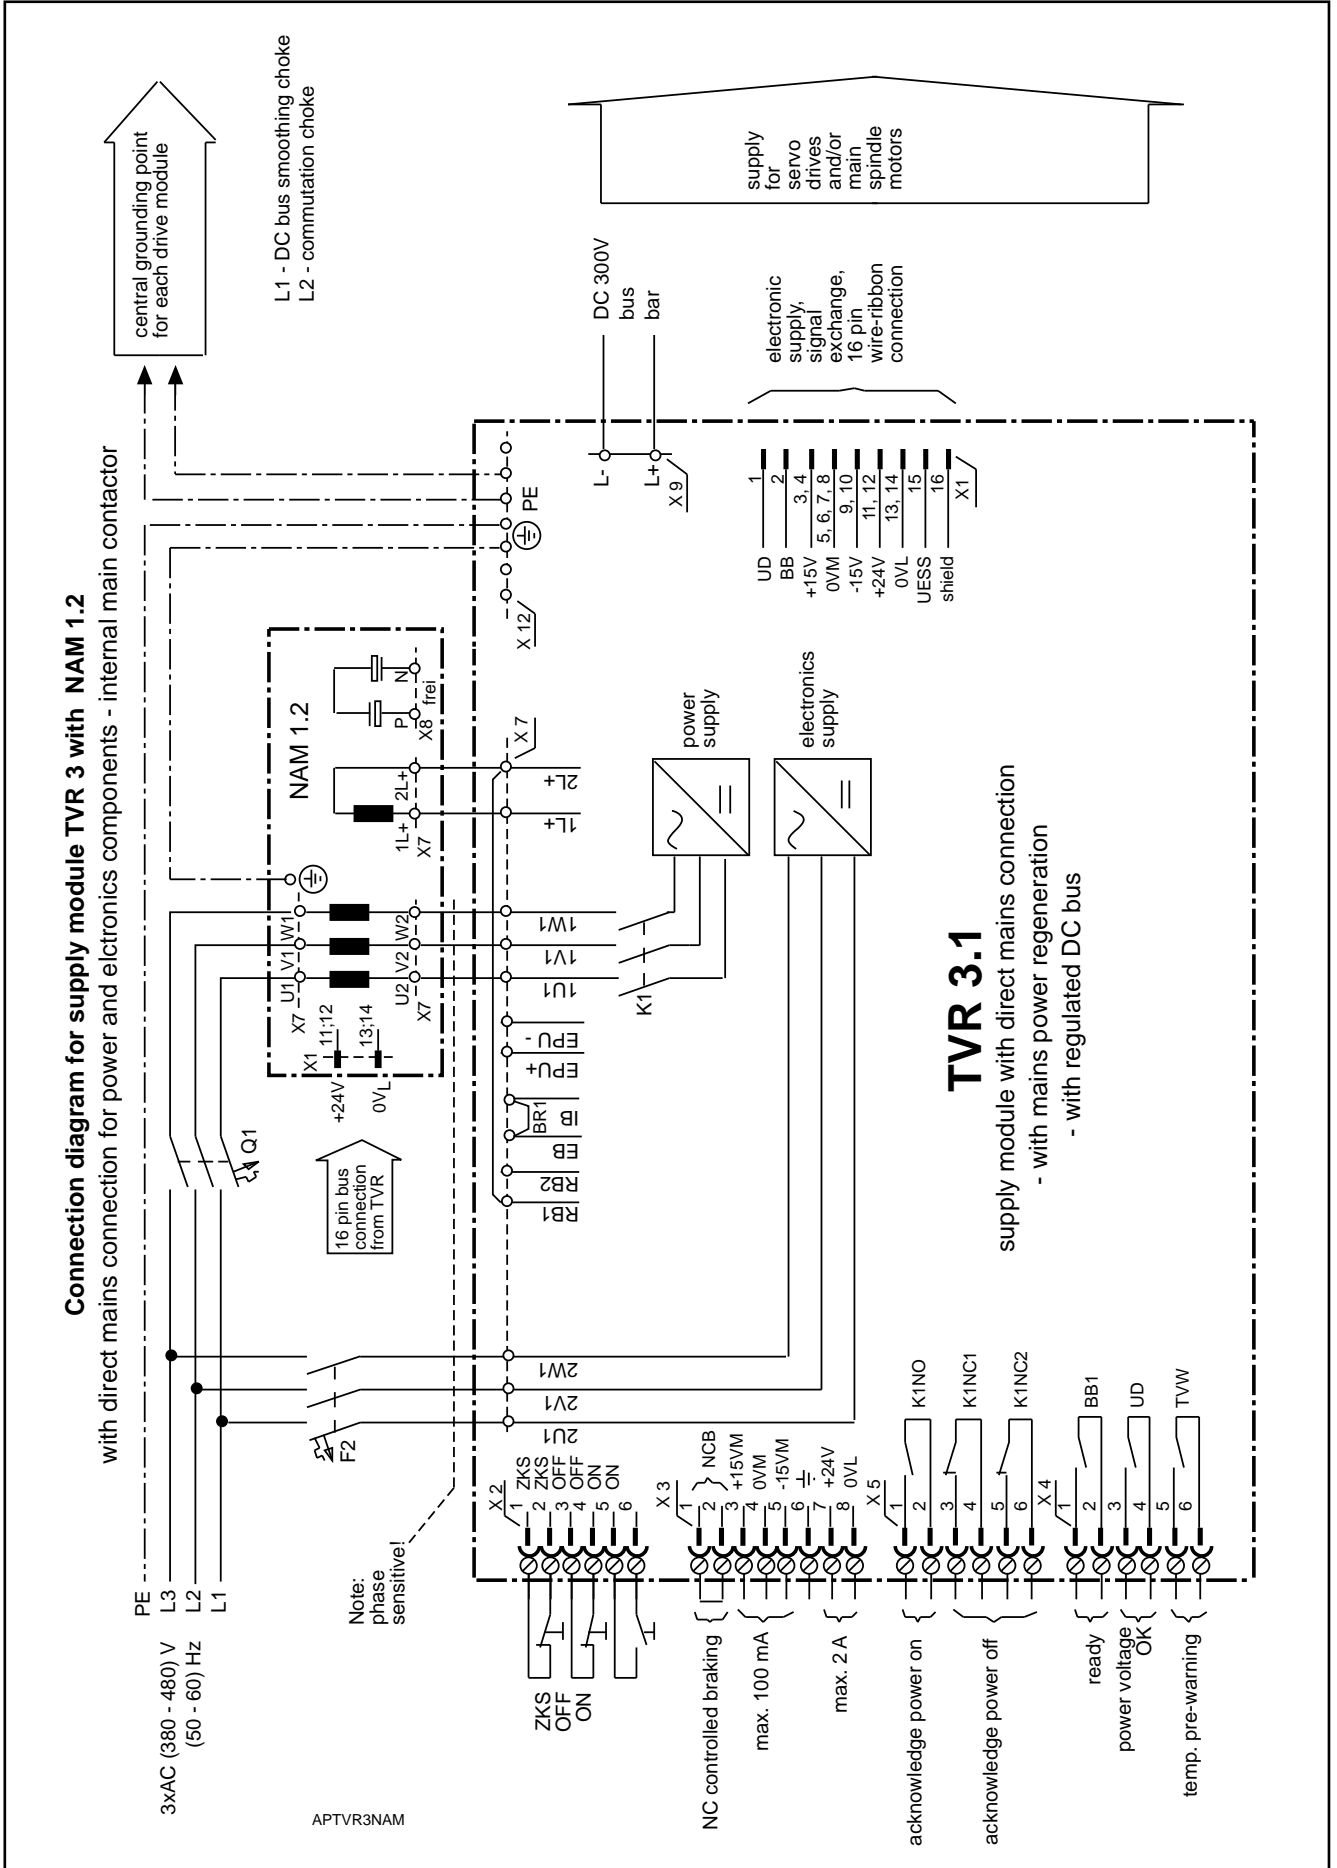 Connection diagram for supply module TVR 3 with NAM 1.2
with direct mains connection for power and elctronics components - internal main contactor
central grounding point
for each drive module
L1 - DC bus smoothing choke
L2 - commutation choke
PE
L3
L2
L1
3xAC (380 - 480) V
(50 - 60) Hz
Q1
F2
Note:
phase
sensitive!
16 pin bus
connection
from TVR
+24V
0VL
X1
11;12
13;14
NAM 1.2
X7
U1
V1
W1
X7
U2
V2
W2
1L+
2L+
X7
P
N
X8
frei
2U1
2V1
2W1
RB1
RB2
EB
IB
BR1
EPU+
EPU -
1U1
1V1
1W1
1L+
2L+
X 7
X 12
PE
K1
power
supply
electronics
supply
L-
L+
X 9
DC 300V
bus
bar
supply
for
servo
drives
and/or
main
spindle
motors
UD 1
BB 2
+15V 3, 4
0VM 5, 6, 7, 8
-15V 9, 10
+24V 11, 12
0VL 13, 14
UESS 15
shield 16
X1
electronic
supply,
signal
exchange,
16 pin
wire-ribbon
connection
TVR 3.1
supply module with direct mains connection
- with mains power regeneration
- with regulated DC bus
X 2
1 ZKS
2 ZKS
3 OFF
4 OFF
5 ON
6 ON
ZKS
OFF
ON
X 3
1
2
NCB
3 +15VM
4 0VM
5 -15VM
6
7 +24V
8 0VL
NC controlled braking
max. 100 mA
max. 2 A
X 5
1
2
K1NO
3
4
K1NC1
5
6
K1NC2
acknowledge power on
acknowledge power off
X 4
1
2
BB1
3
4
UD
5
6
TVW
ready
power voltage
OK
temp. pre-warning
APTVR3NAM